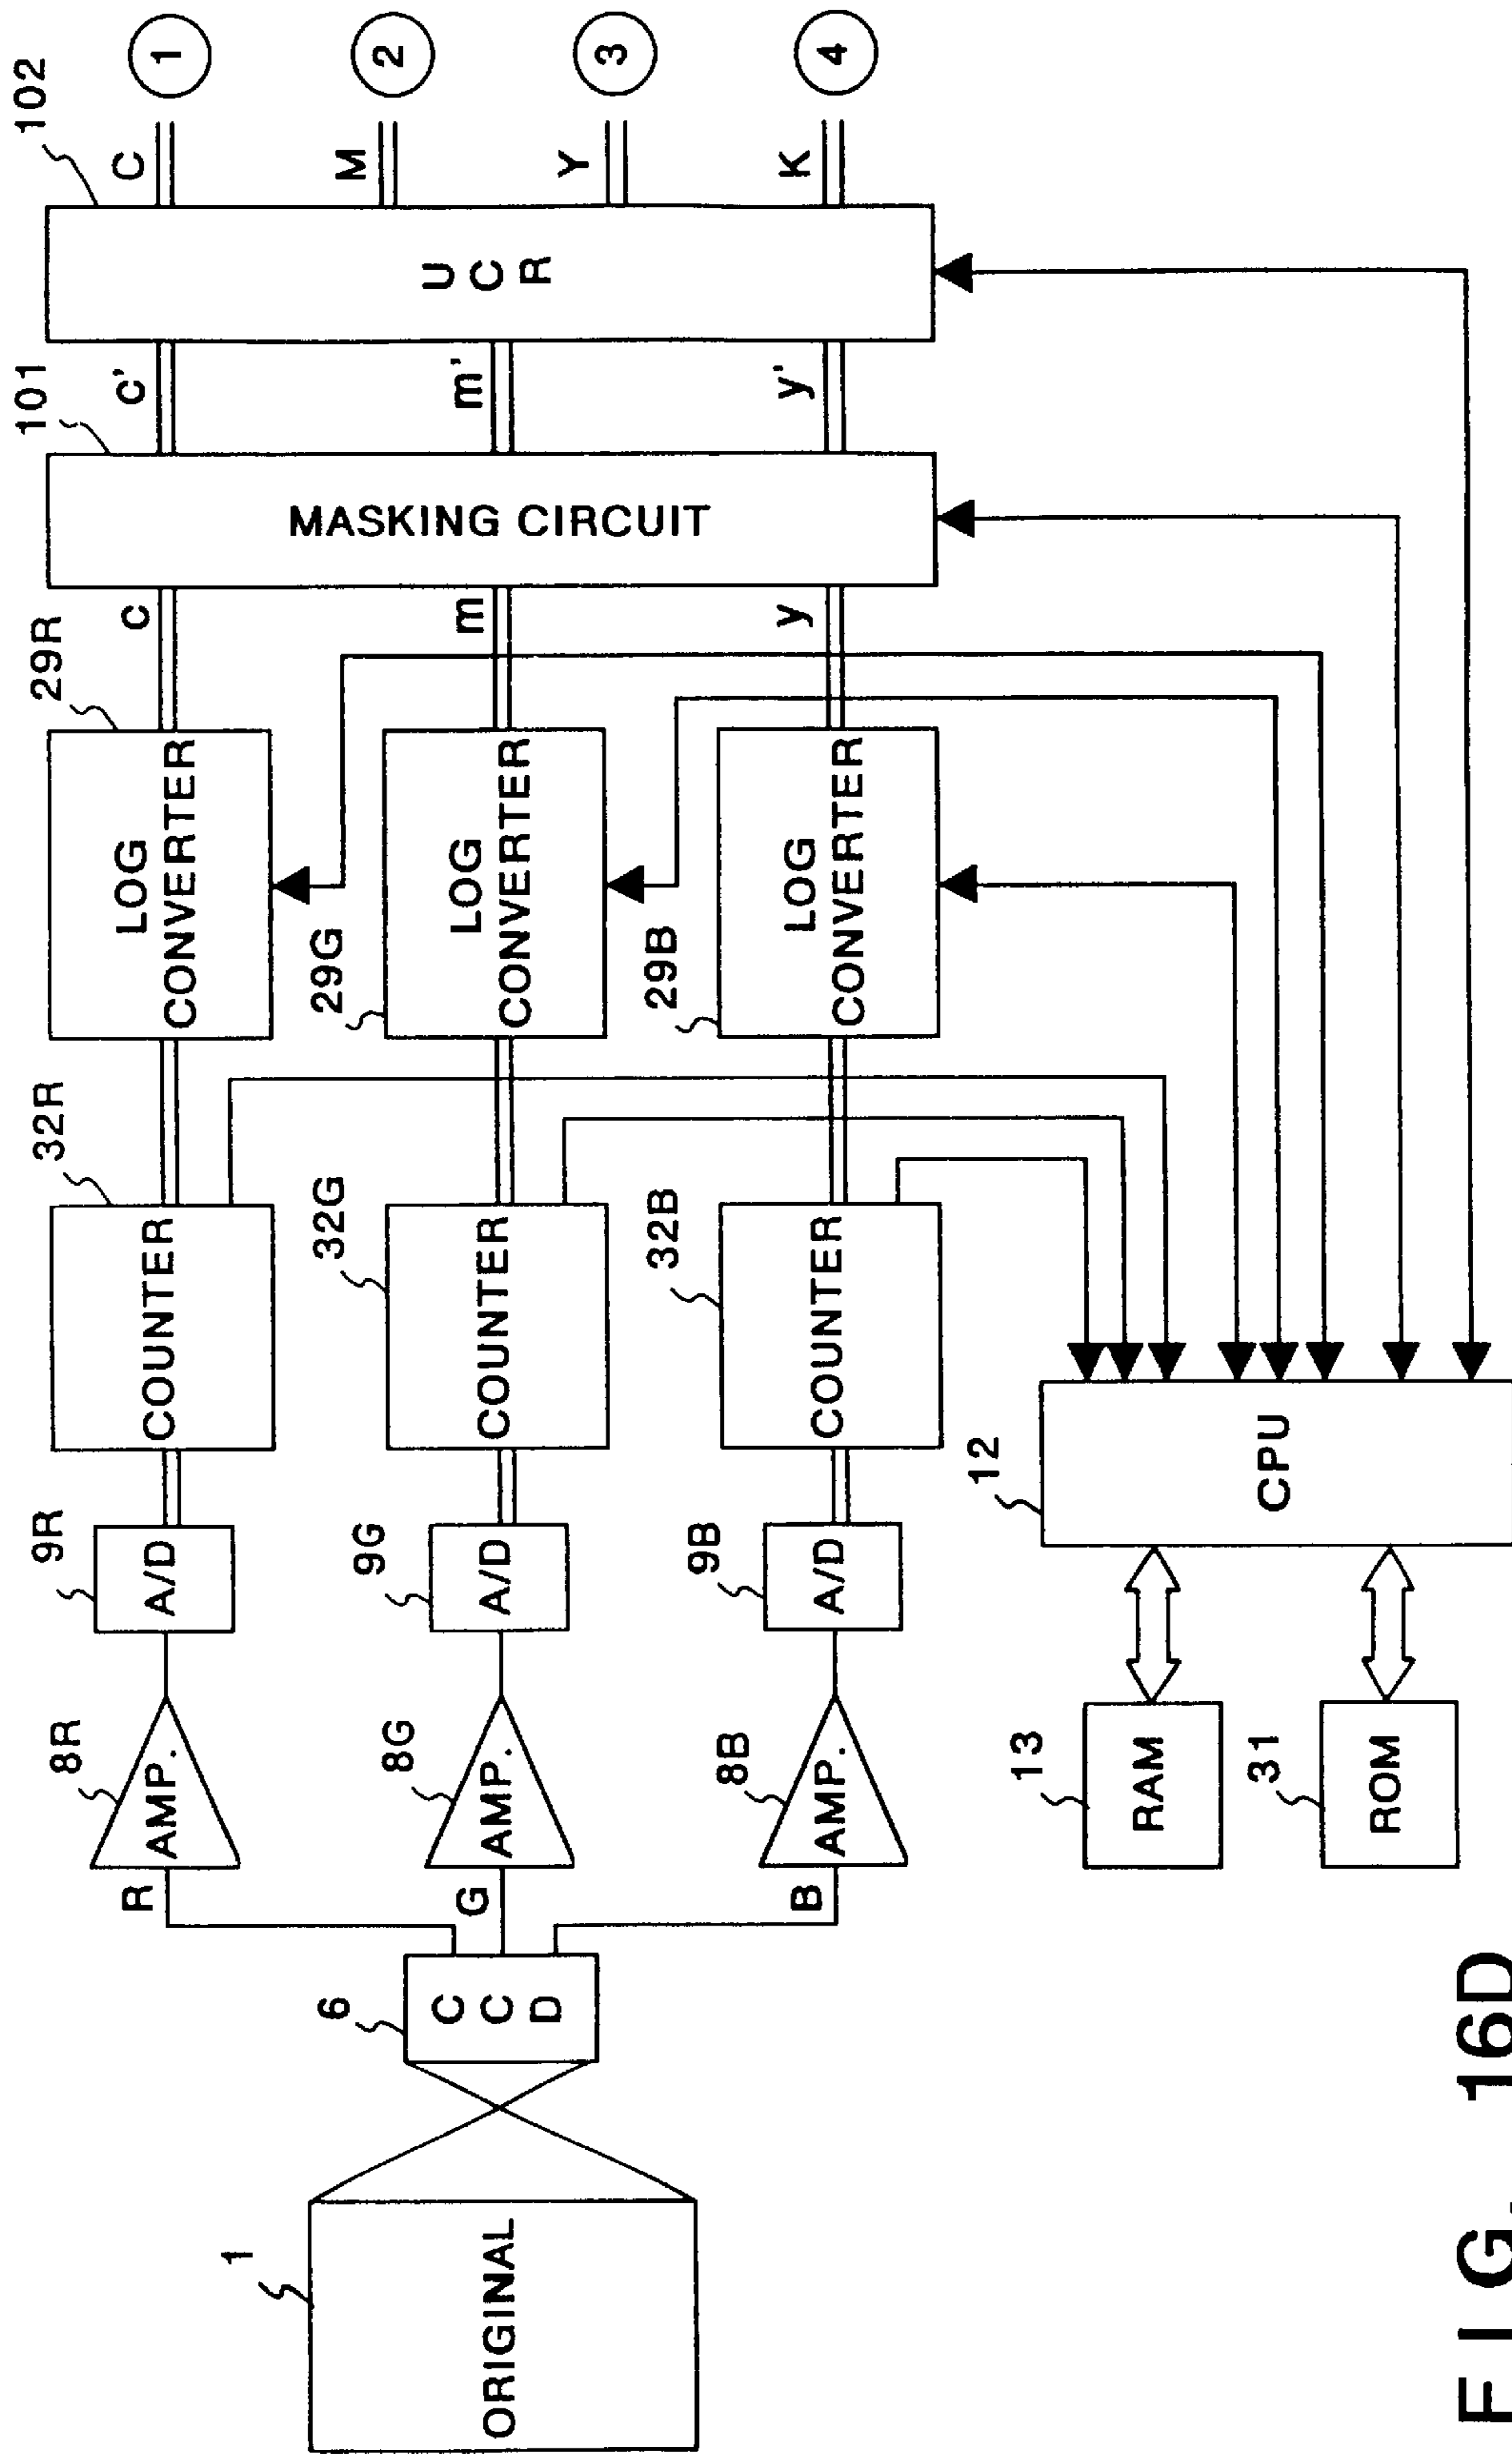 1
ORIGINAL
6
C
C
D
R
G
B
8R
AMP.
8G
AMP.
8B
AMP.
9R
A/D
9G
A/D
9B
A/D
32R
COUNTER
32G
COUNTER
32B
COUNTER
29R
LOG
CONVERTER
29G
LOG
CONVERTER
29B
LOG
CONVERTER
c
m
y
101
MASKING CIRCUIT
c'
m'
y'
102
U
C
R
C
M
Y
K
1
2
3
4
13
RAM
31
ROM
12
CPU
FIG. 16D